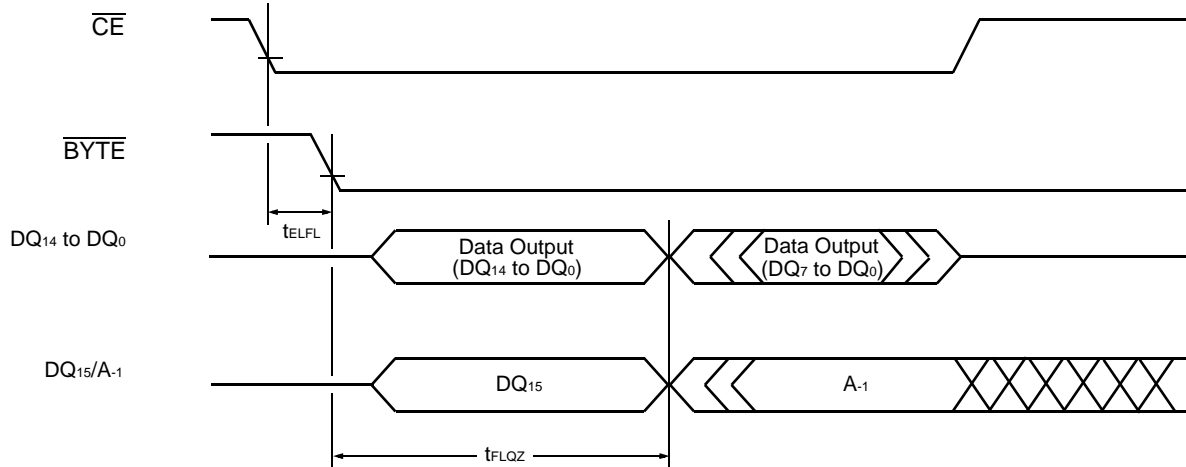 CE
BYTE
tELFL
DQ14 to DQ0
Data Output
(DQ14 to DQ0)
Data Output
(DQ7 to DQ0)
DQ15/A-1
DQ15
A-1
tFLQZ